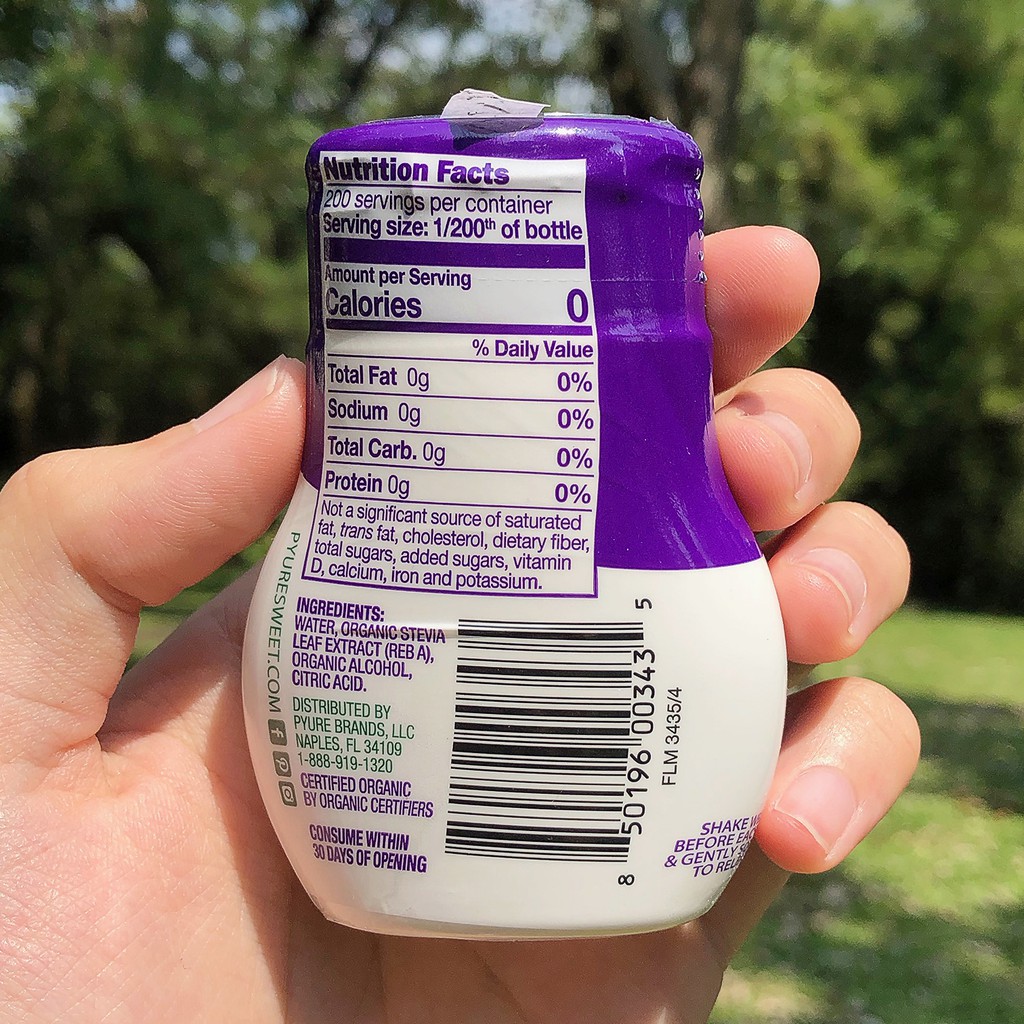 Nutrition Facts
200 servings per container
Serving size: 1/200th of bottle
Amount per Serving
Calories 0
% Daily Value
Total Fat 0g 0%
Sodium 0g 0%
Total Carb. 0g 0%
Protein 0g 0%
Not a significant source of saturated
fat, trans fat, cholesterol, dietary fiber,
total sugars, added sugars, vitamin
D, calcium, iron and potassium.
PYURESWEET.COM
INGREDIENTS:
WATER, ORGANIC STEVIA
LEAF EXTRACT (REB A),
ORGANIC ALCOHOL,
CITRIC ACID.
DISTRIBUTED BY
PYURE BRANDS, LLC
NAPLES, FL 34109
1-888-919-1320
CERTIFIED ORGANIC
BY ORGANIC CERTIFIERS
CONSUME WITHIN
30 DAYS OF OPENING
8 50196 00343 5
FLM 3435/4
SHAKE
BEFORE
& GENTLY
TO